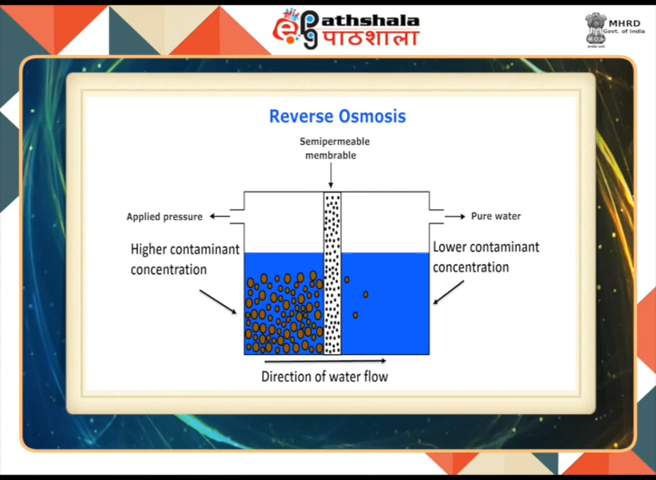 Pathshala
पाठशाला
MHRD
Govt. of India
Reverse Osmosis
Semipermeable
membrable
Applied pressure
Pure water
Higher contaminant
concentration
Lower contaminant
concentration
Direction of water flow